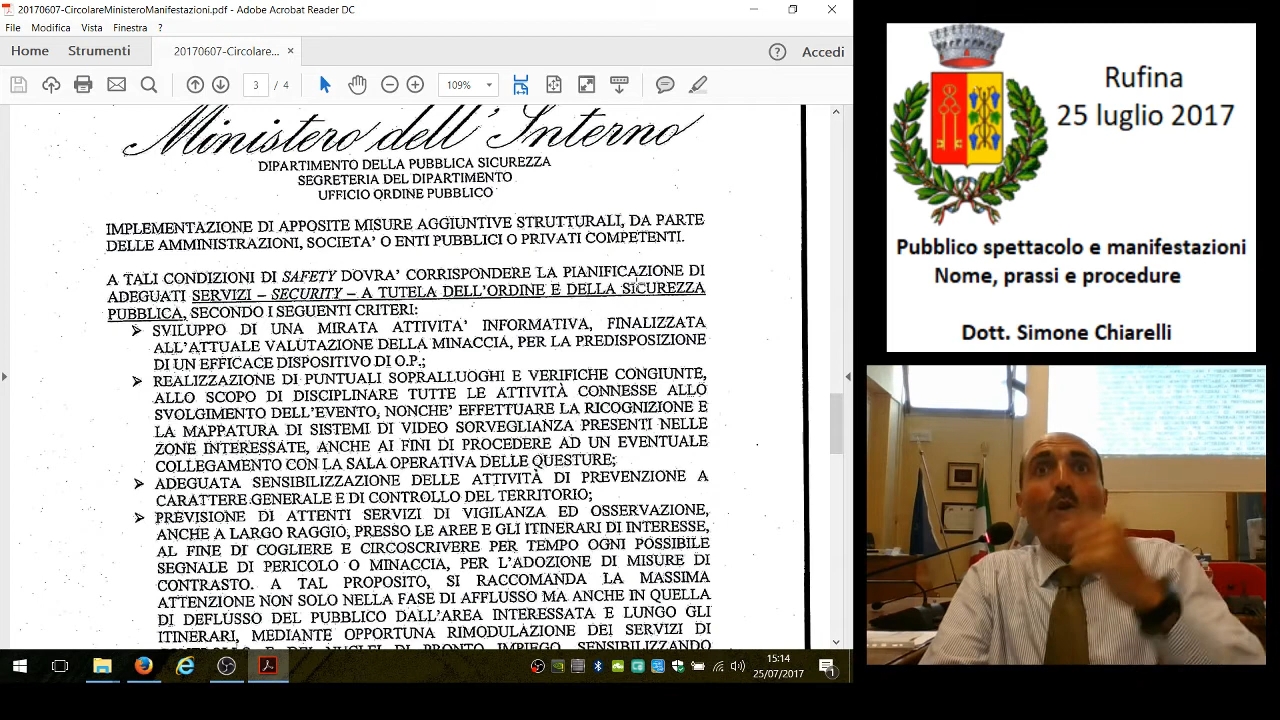 20170607-CircolareMinisteroManifestazioni.pdf - Adobe Acrobat Reader DC
File Modifica Vista Finestra ?
Home Strumenti 20170607-Circolare... × Accedi
3 / 4 109%
Ministero dell'Interno
DIPARTIMENTO DELLA PUBBLICA SICUREZZA
SEGRETERIA DEL DIPARTIMENTO
UFFICIO ORDINE PUBBLICO
IMPLEMENTAZIONE DI APPOSITE MISURE AGGIUNTIVE STRUTTURALI, DA PARTE
DELLE AMMINISTRAZIONI, SOCIETA' O ENTI PUBBLICI O PRIVATI COMPETENTI.
A TALI CONDIZIONI DI SAFETY DOVRA' CORRISPONDERE LA PIANIFICAZIONE DI
ADEGUATI SERVIZI – SECURITY – A TUTELA DELL'ORDINE E DELLA SICUREZZA
PUBBLICA, SECONDO I SEGUENTI CRITERI:
➢ SVILUPPO DI UNA MIRATA ATTIVITA' INFORMATIVA, FINALIZZATA
ALL'ATTUALE VALUTAZIONE DELLA MINACCIA, PER LA PREDISPOSIZIONE
DI UN EFFICACE DISPOSITIVO DI O.P.;
➢ REALIZZAZIONE DI PUNTUALI SOPRALLUOGHI E VERIFICHE CONGIUNTE,
ALLO SCOPO DI DISCIPLINARE TUTTE LE ATTIVITÀ CONNESSE ALLO
SVOLGIMENTO DELL'EVENTO, NONCHE' EFFETTUARE LA RICOGNIZIONE E
LA MAPPATURA DI SISTEMI DI VIDEO SORVEGLIANZA PRESENTI NELLE
ZONE INTERESSATE, ANCHE AI FINI DI PROCEDERE AD UN EVENTUALE
COLLEGAMENTO CON LA SALA OPERATIVA DELLE QUESTURE;
➢ ADEGUATA SENSIBILIZZAZIONE DELLE ATTIVITÀ DI PREVENZIONE A
CARATTERE GENERALE E DI CONTROLLO DEL TERRITORIO;
➢ PREVISIONE DI ATTENTI SERVIZI DI VIGILANZA ED OSSERVAZIONE,
ANCHE A LARGO RAGGIO, PRESSO LE AREE E GLI ITINERARI DI INTERESSE,
AL FINE DI COGLIERE E CIRCOSCRIVERE PER TEMPO OGNI POSSIBILE
SEGNALE DI PERICOLO O MINACCIA, PER L'ADOZIONE DI MISURE DI
CONTRASTO. A TAL PROPOSITO, SI RACCOMANDA LA MASSIMA
ATTENZIONE NON SOLO NELLA FASE DI AFFLUSSO MA ANCHE IN QUELLA
DI DEFLUSSO DEL PUBBLICO DALL'AREA INTERESSATA E LUNGO GLI
ITINERARI, MEDIANTE OPPORTUNA RIMODULAZIONE DEI SERVIZI DI
CONTROLLO E DEI NUCLEI DI PRONTO IMPIEGO, SENSIBILIZZANDO
15:14
25/07/2017
1
Rufina
25 luglio 2017
Pubblico spettacolo e manifestazioni
Nome, prassi e procedure
Dott. Simone Chiarelli